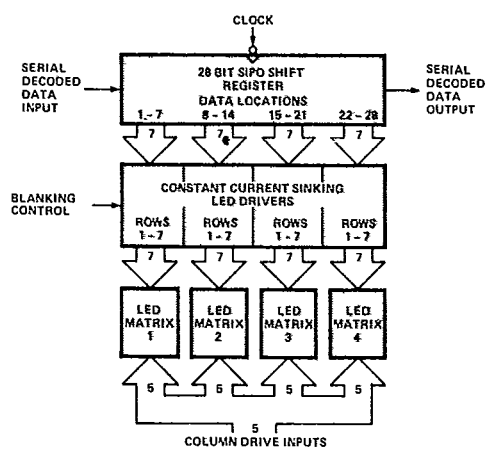 CLOCK
SERIAL
DECODED
DATA
INPUT
28 BIT SIPO SHIFT
REGISTER
DATA LOCATIONS
1-7 8-14 15-21 22-28
SERIAL
DECODED
DATA
OUTPUT
7 7 7 7
BLANKING
CONTROL
CONSTANT CURRENT SINKING
LED DRIVERS
ROWS ROWS ROWS ROWS
1-7 1-7 1-7 1-7
7 7 7 7
LED LED LED LED
MATRIX MATRIX MATRIX MATRIX
1 2 3 4
5 5 5 5
5
COLUMN DRIVE INPUTS